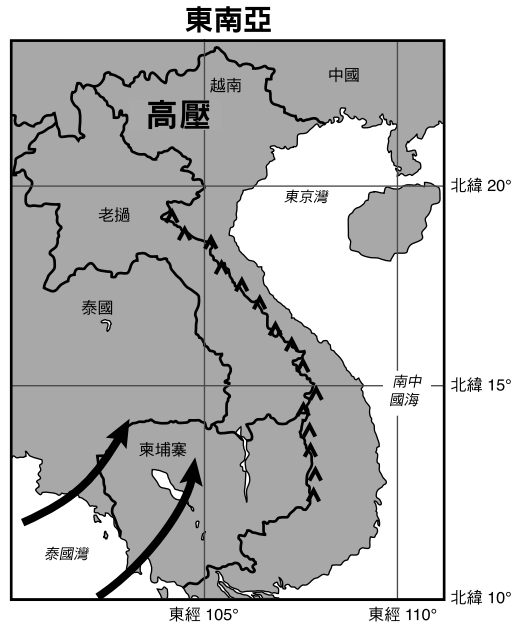 東南亞
中國
越南
高壓
北緯 20°
東京灣
老撾
泰國
北緯 15°
南中
國海
柬埔寨
泰國灣
北緯 10°
東經 105°
東經 110°